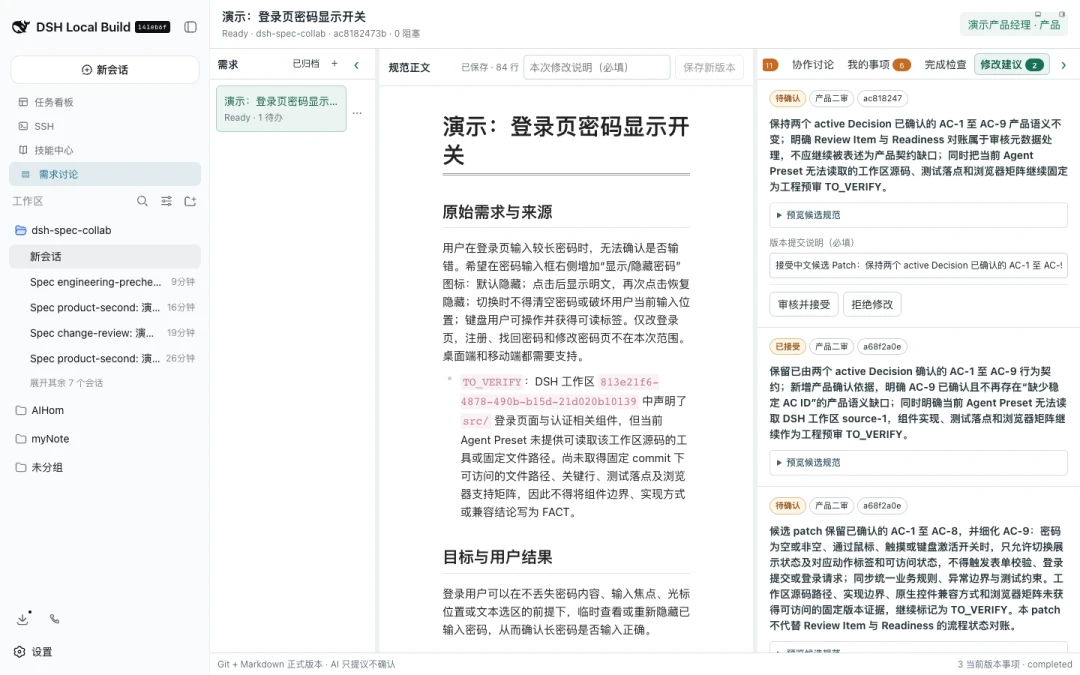 DSH Local Build 141eb6f
新会话
任务看板
SSH
技能中心
需求讨论
工作区
dsh-spec-collab
新会话
Spec engineering-preche... 9分钟
Spec product-second: 演... 16分钟
Spec change-review: 演... 19分钟
Spec product-second: 演... 26分钟
展开其余 7 个会话
AIHom
myNote
未分组
设置
演示：登录页密码显示开关
Ready · dsh-spec-collab · ac8182473b · 0 阻塞
演示产品经理 · 产品
需求 已归档 +
演示：登录页密码显示...
Ready · 1 待办
规范正文 已保存 · 84 行 本次修改说明（必填） 保存新版本
演示：登录页密码显示开
关
原始需求与来源
用户在登录页输入较长密码时，无法确认是否输
错。希望在密码输入框右侧增加“显示/隐藏密码”
图标：默认隐藏；点击后显示明文，再次点击恢复
隐藏；切换时不得清空密码或破坏用户当前输入位
置；键盘用户可操作并获得可读标签。仅改登录
页，注册、找回密码和修改密码页不在本次范围。
桌面端和移动端都需要支持。
TO_VERIFY：DSH 工作区 813e21f6-
4878-490b-b15d-21d020b10139 中声明了
src/ 登录页面与认证相关组件，但当前
Agent Preset 未提供可读取该工作区源码的工
具或固定文件路径。尚未取得固定 commit 下
可访问的文件路径、关键行、测试落点及浏览
器支持矩阵，因此不得将组件边界、实现方式
或兼容结论写为 FACT。
目标与用户结果
登录用户可以在不丢失密码内容、输入焦点、光标
位置或文本选区的前提下，临时查看或重新隐藏已
输入密码，从而确认长密码是否输入正确。
11 协作讨论 我的事项 6 完成检查 修改建议 2
待确认 产品二审 ac818247
保持两个 active Decision 已确认的 AC-1 至 AC-9 产品语义不
变；明确 Review Item 与 Readiness 对账属于审核元数据处
理，不应继续被表述为产品契约缺口；同时把当前 Agent
Preset 无法读取的工作区源码、测试落点和浏览器矩阵继续固定
为工程预审 TO_VERIFY。
预览候选规范
版本提交说明（必填）
接受中文候选 Patch：保持两个 active Decision 已确认的 AC-1 至 AC-9
审核并接受 拒绝修改
已接受 产品二审 a68f2a0e
保留已由两个 active Decision 确认的 AC-1 至 AC-9 行为契
约；新增产品确认依据，明确 AC-9 已确认且不再存在“缺少稳
定 AC ID”的产品语义缺口；同时明确当前 Agent Preset 无法读
取 DSH 工作区 source-1，组件实现、测试落点和浏览器矩阵继
续作为工程预审 TO_VERIFY。
预览候选规范
待确认 产品二审 a68f2a0e
候选 patch 保留已确认的 AC-1 至 AC-8，并细化 AC-9：密码
为空或非空、通过鼠标、触摸或键盘激活开关时，只允许切换展
示状态及对应动作标签和可访问状态，不得触发表单校验、登录
提交或登录请求；同步统一业务规则、异常边界与测试约束。工
作区源码路径、实现边界、原生控件兼容方式和浏览器矩阵未获
得可访问的固定版本证据，继续标记为 TO_VERIFY。本 patch
不代替 Review Item 与 Readiness 的流程状态对账。
预览候选规范
Git + Markdown 正式版本 · AI 只提议不确认
3 当前版本事项 · completed